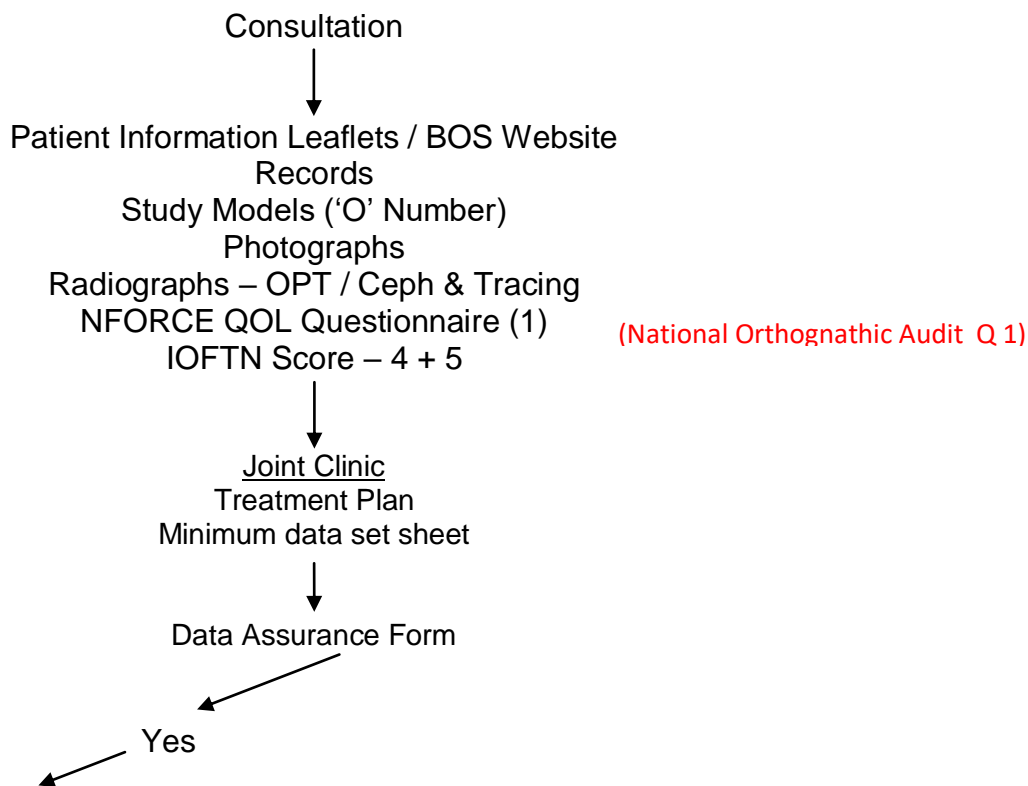 Consultation
Patient Information Leaflets / BOS Website
Records
Study Models (‘O’ Number)
Photographs
Radiographs – OPT / Ceph & Tracing
NFORCE QOL Questionnaire (1)
(National Orthognathic Audit Q 1)
IOFTN Score – 4 + 5
Joint Clinic
Treatment Plan
Minimum data set sheet
Data Assurance Form
Yes